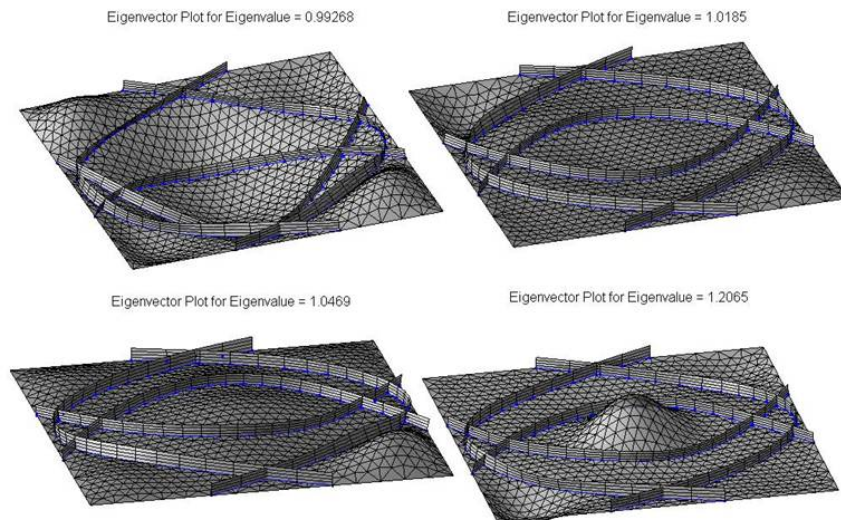 Eigenvector Plot for Eigenvalue = 0.99268
Eigenvector Plot for Eigenvalue = 1.0185
Eigenvector Plot for Eigenvalue = 1.0469
Eigenvector Plot for Eigenvalue = 1.2065